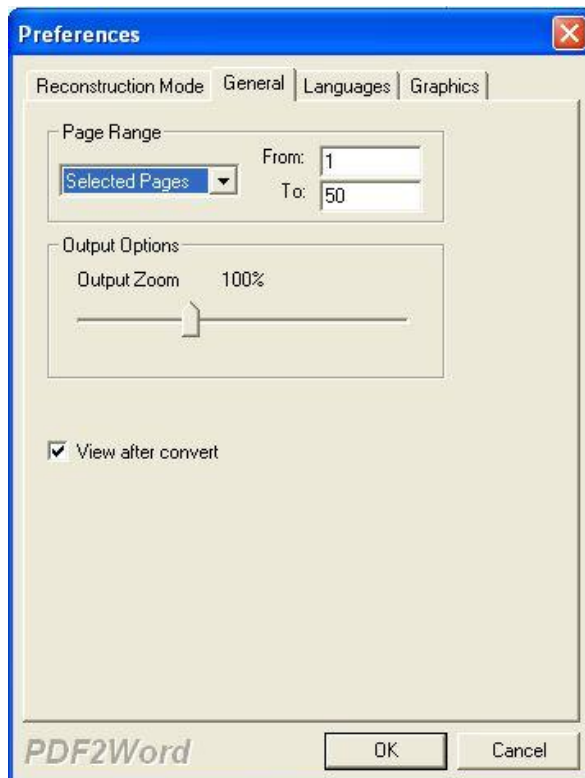 Preferences
Reconstruction Mode General Languages Graphics
Page Range
Selected Pages From: 1
To: 50
Output Options
Output Zoom 100%
View after convert
PDF2Word OK Cancel